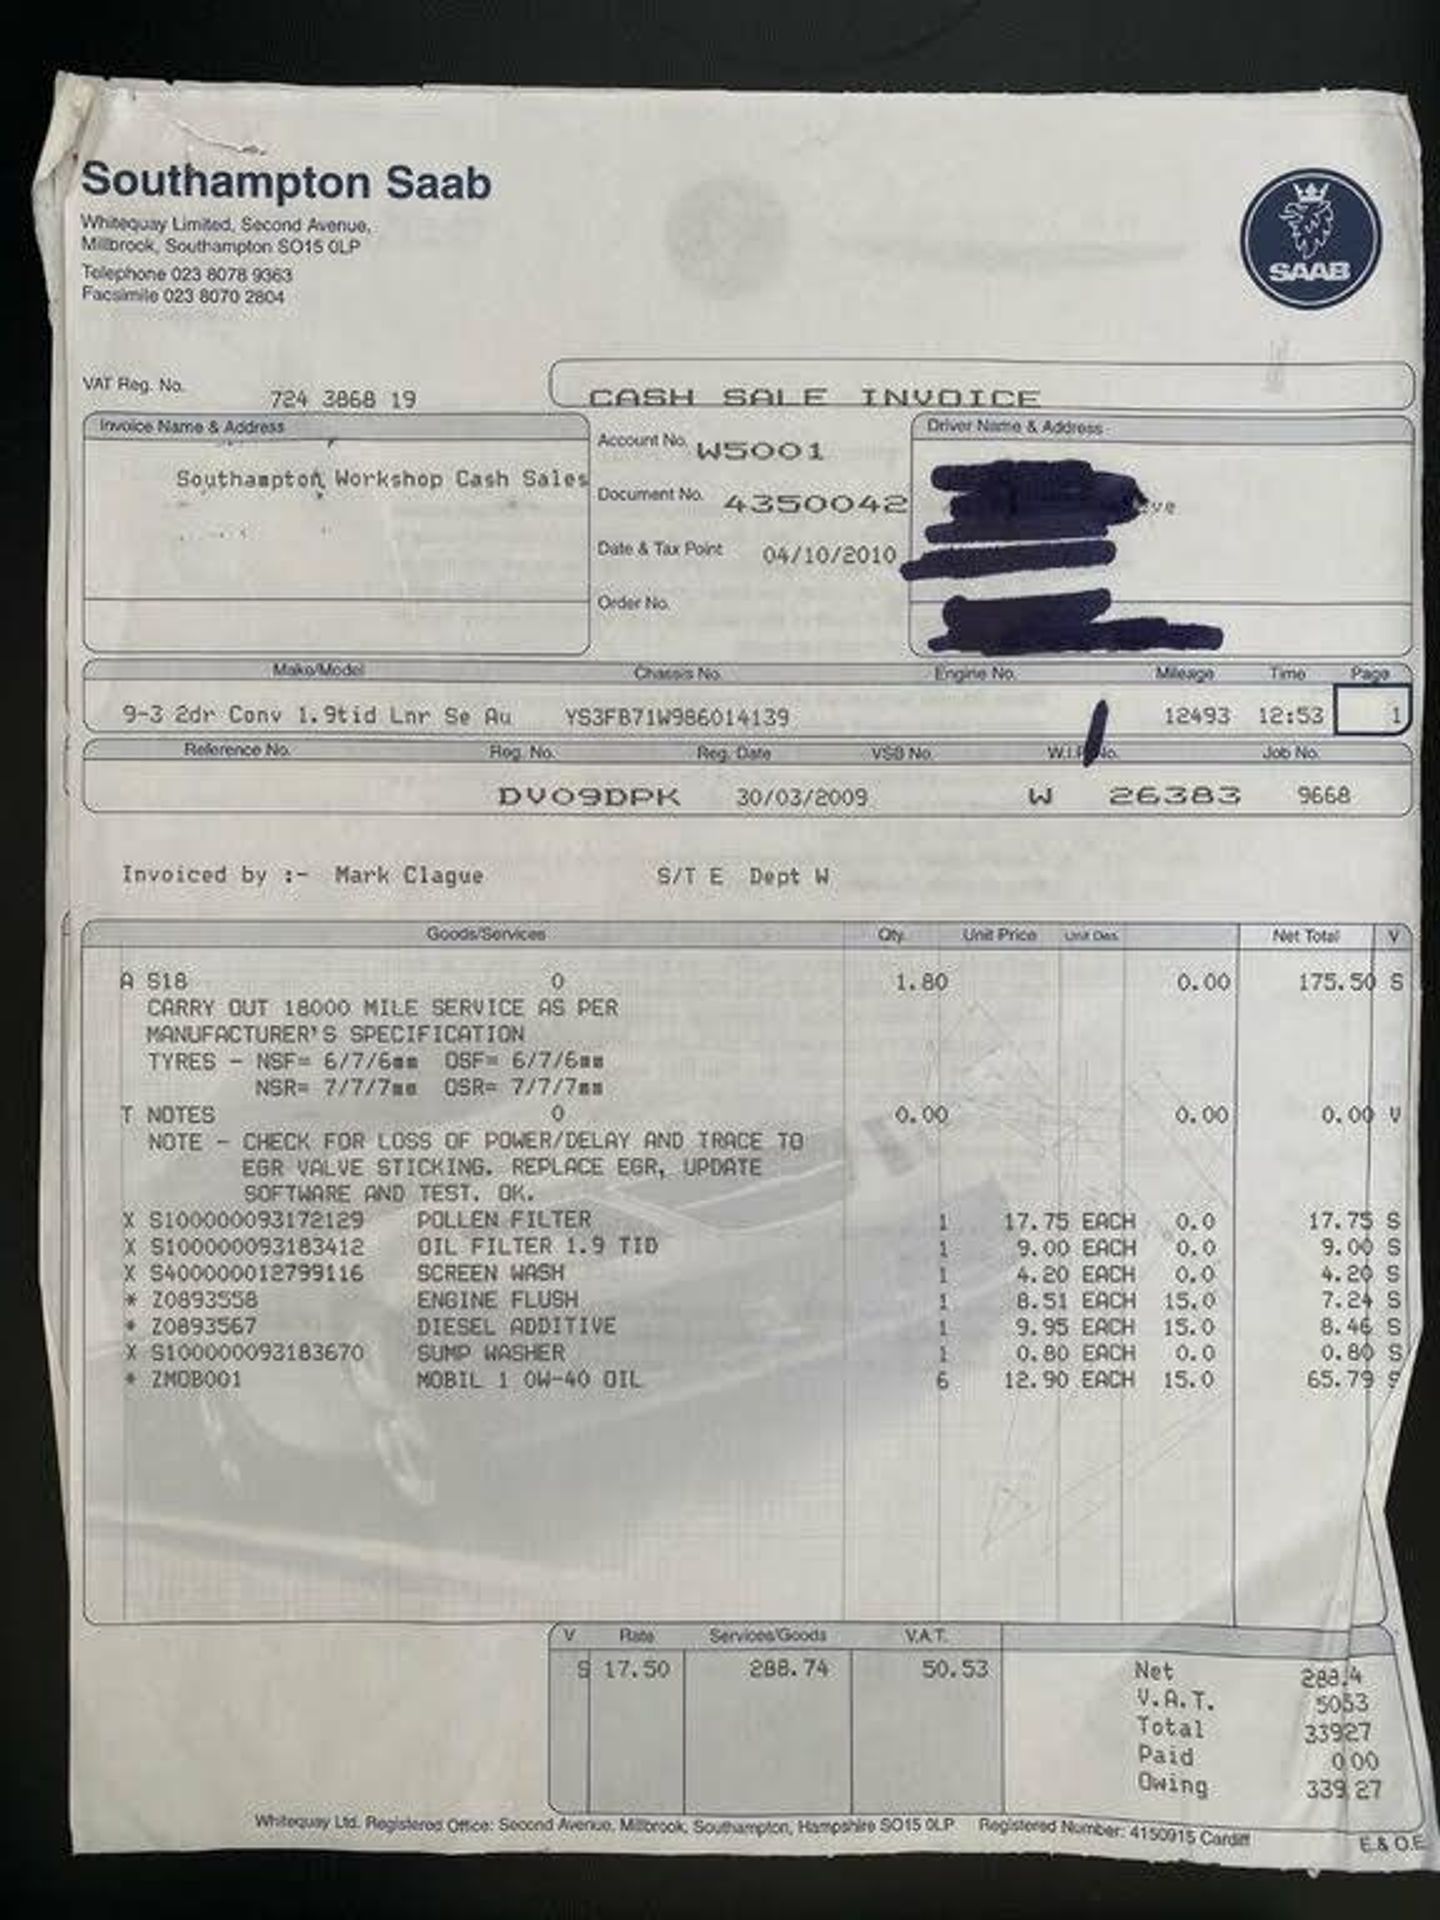 Southampton Saab
Whitequay Limited, Second Avenue,
Millbrook, Southampton SO15 0LP
Telephone 023 8078 9363
Facsimile 023 8070 2804
SAAB
VAT Reg. No. 724 3868 19
CASH SALE INVOICE
Invoice Name & Address
Southampton Workshop Cash Sales
Account No. W5001
Document No. 4350042
Date & Tax Point 04/10/2010
Order No.
Driver Name & Address
Make/Model Chassis No. Engine No. Mileage Time Page
9-3 2dr Conv 1.9tid Lnr Se Au YS3FB71W986014139 12493 12:53 1
Reference No. Reg. No. Reg. Date VSB No. W.I.P. No. Job No.
DV09DPK 30/03/2009 W 26383 9668
Invoiced by :- Mark Clague S/T E Dept W
Goods/Services Qty. Unit Price Unit Des. Net Total V
A S18 0 1.80 0.00 175.50 S
CARRY OUT 18000 MILE SERVICE AS PER
MANUFACTURER'S SPECIFICATION
TYRES - NSF= 6/7/6mm OSF= 6/7/6mm
NSR= 7/7/7mm OSR= 7/7/7mm
T NOTES 0 0.00 0.00 0.00 V
NOTE - CHECK FOR LOSS OF POWER/DELAY AND TRACE TO
EGR VALVE STICKING. REPLACE EGR, UPDATE
SOFTWARE AND TEST. OK.
X S100000093172129 POLLEN FILTER 1 17.75 EACH 0.0 17.75 S
X S100000093183412 OIL FILTER 1.9 TID 1 9.00 EACH 0.0 9.00 S
X S400000012799116 SCREEN WASH 1 4.20 EACH 0.0 4.20 S
* Z0893558 ENGINE FLUSH 1 8.51 EACH 15.0 7.24 S
* Z0893567 DIESEL ADDITIVE 1 9.95 EACH 15.0 8.46 S
X S100000093183670 SUMP WASHER 1 0.80 EACH 0.0 0.80 S
* ZMOB001 MOBIL 1 0W-40 OIL 6 12.90 EACH 15.0 65.79 S
V Rate Services/Goods V.A.T.
S 17.50 288.74 50.53
Net 288.4
V.A.T. 5053
Total 33927
Paid 0.00
Owing 339.27
Whitequay Ltd. Registered Office: Second Avenue, Millbrook, Southampton, Hampshire SO15 0LP Registered Number: 4150915 Cardiff
E & O.E